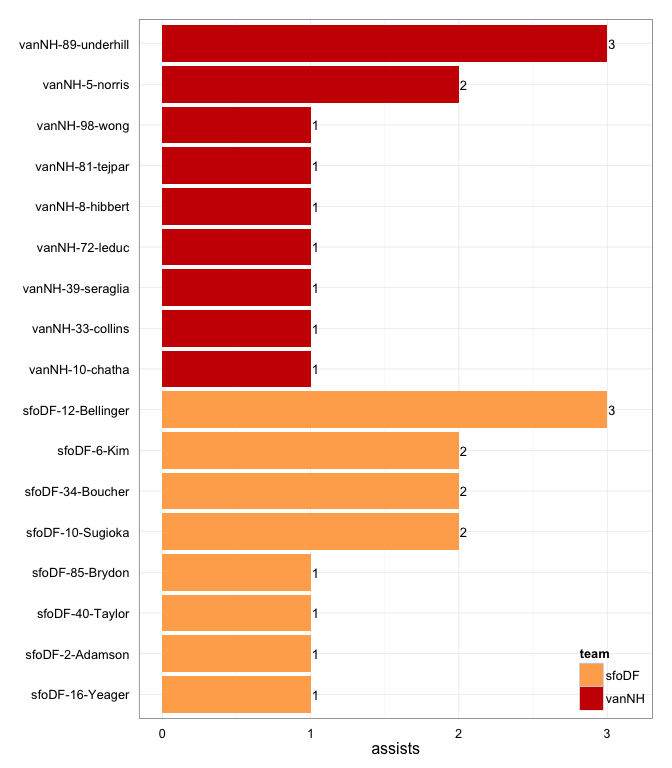 vanNH-89-underhill 3
vanNH-5-norris 2
vanNH-98-wong 1
vanNH-81-tejpar 1
vanNH-8-hibbert 1
vanNH-72-leduc 1
vanNH-39-seraglia 1
vanNH-33-collins 1
vanNH-10-chatha 1
sfoDF-12-Bellinger 3
sfoDF-6-Kim 2
sfoDF-34-Boucher 2
sfoDF-10-Sugioka 2
sfoDF-85-Brydon 1
sfoDF-40-Taylor 1
sfoDF-2-Adamson 1
sfoDF-16-Yeager 1
team
sfoDF
vanNH
0 1 2 3
assists